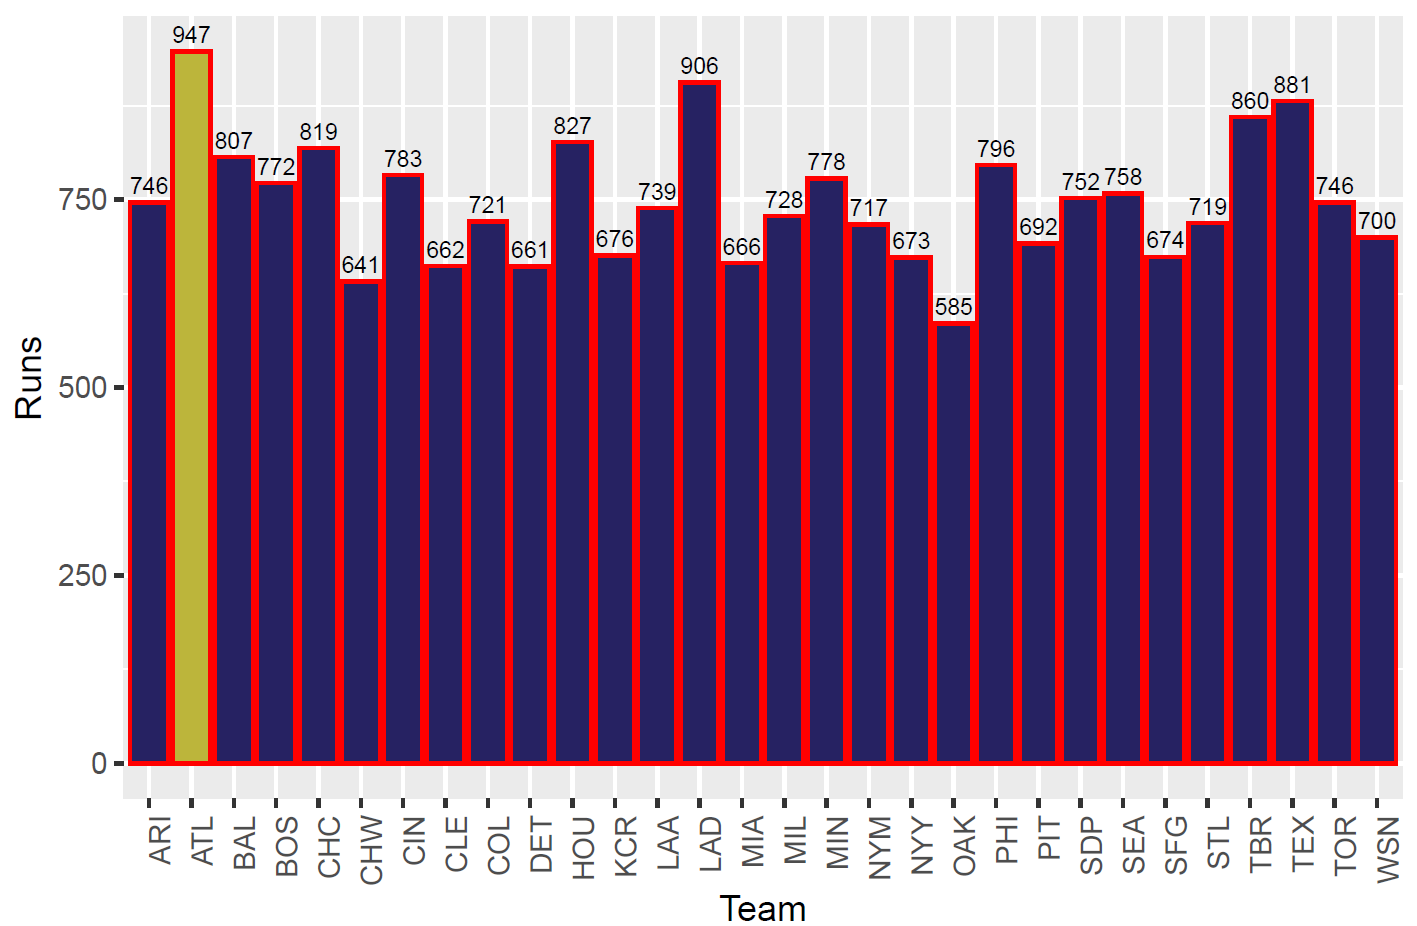 947
906
881
860
827
819
807
796
783
772
778
746
752
758
746
739
728
721
717
719
700
692
676
673
674
662
661
666
641
585
750
500
250
0
Runs
ARI
ATL
BAL
BOS
CHC
CHW
CIN
CLE
COL
DET
HOU
KCR
LAA
LAD
MIA
MIL
MIN
NYM
NYY
OAK
PHI
PIT
SDP
SEA
SFG
STL
TBR
TEX
TOR
WSN
Team